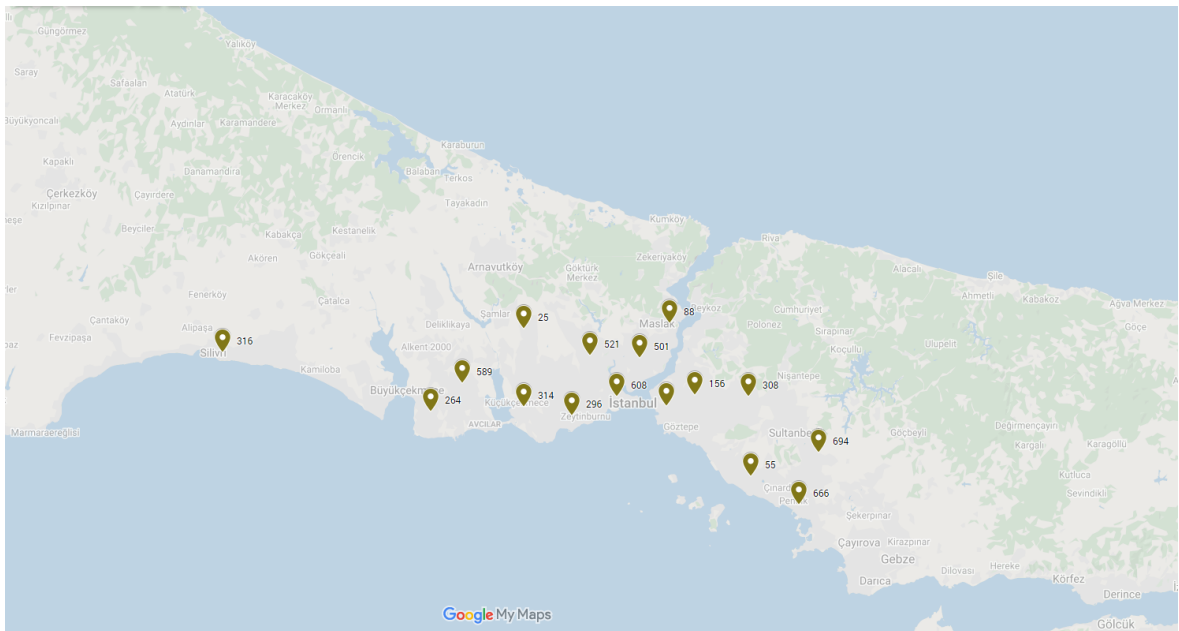 Güngörmez
Yalıköy
Saray
Safaalan
Atatürk
Karacaköy Merkez
Ormanlı
Büyükyoncalı
Aydınlar
Karamandere
Karaburun
Kapaklı
Örencik
Balaban
Terkos
Danamandıra
Çerkezköy
Kızılpınar
Çayırdere
Tayakadın
Kumköy
Beyciler
Kestanelik
Kabakça
Gökçeali
Zekeriyaköy
Riva
Akören
Arnavutköy
Göktürk Merkez
Alacalı
Şile
Fenerköy
Çatalca
Ahmetli
Kabaköz
Ağva Merkez
Şamlar
25
88
Beykoz
Cumhuriyet
Çantaköy
Alipaşa
Deliklikaya
Maslak
Polonez
Sırapınar
Göçe
Fevzipaşa
316
Silivri
Alkent 2000
521
501
Koçullu
Ulupelit
Kamiloba
589
Nişantepe
Büyükçekmece
264
Küçükçekmece
314
296
608
156
308
İstanbul
Zeytinburnu
AVCILAR
Göztepe
Değirmençayırı
Marmaraereğlisi
Sultanbeyli
694
Göçbeyli
Kargalı
Karagöllü
55
Kutluca
Sevindikli
Çınardere
Pendik
666
Şekerpınar
Çayırova
Kirazpınar
Gebze
Dilovası
Hereke
Darıca
Körfez
Derince
Gölcük
Google My Maps